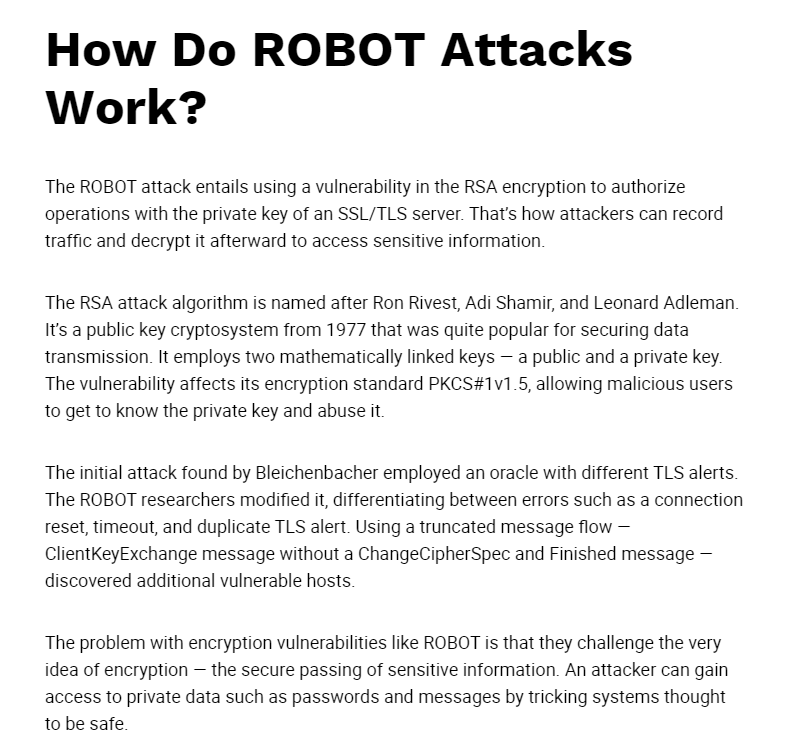 How Do ROBOT Attacks
Work?
The ROBOT attack entails using a vulnerability in the RSA encryption to authorize
operations with the private key of an SSL/TLS server. That’s how attackers can record
traffic and decrypt it afterward to access sensitive information.
The RSA attack algorithm is named after Ron Rivest, Adi Shamir, and Leonard Adleman.
It’s a public key cryptosystem from 1977 that was quite popular for securing data
transmission. It employs two mathematically linked keys — a public and a private key.
The vulnerability affects its encryption standard PKCS#1v1.5, allowing malicious users
to get to know the private key and abuse it.
The initial attack found by Bleichenbacher employed an oracle with different TLS alerts.
The ROBOT researchers modified it, differentiating between errors such as a connection
reset, timeout, and duplicate TLS alert. Using a truncated message flow —
ClientKeyExchange message without a ChangeCipherSpec and Finished message —
discovered additional vulnerable hosts.
The problem with encryption vulnerabilities like ROBOT is that they challenge the very
idea of encryption — the secure passing of sensitive information. An attacker can gain
access to private data such as passwords and messages by tricking systems thought
to be safe.